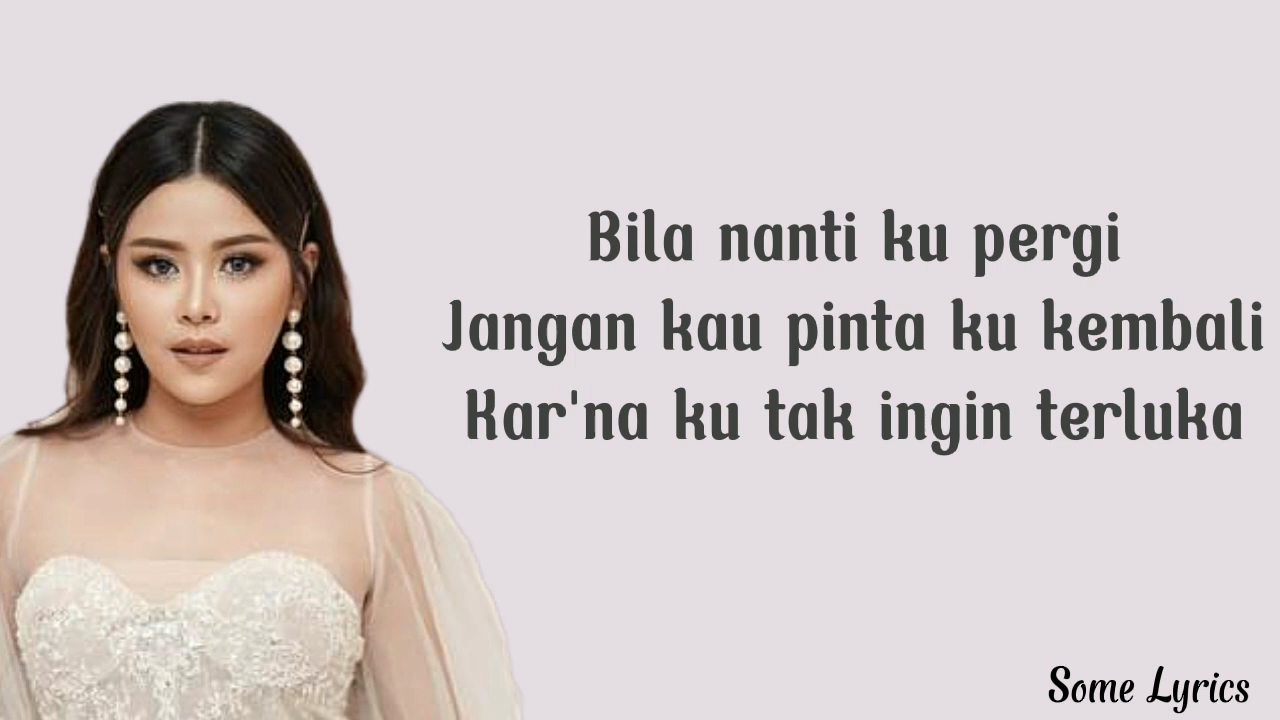 Bila nanti ku pergi
Jangan kau pinta ku kembali
Kar'na ku tak ingin terluka
Some Lyrics